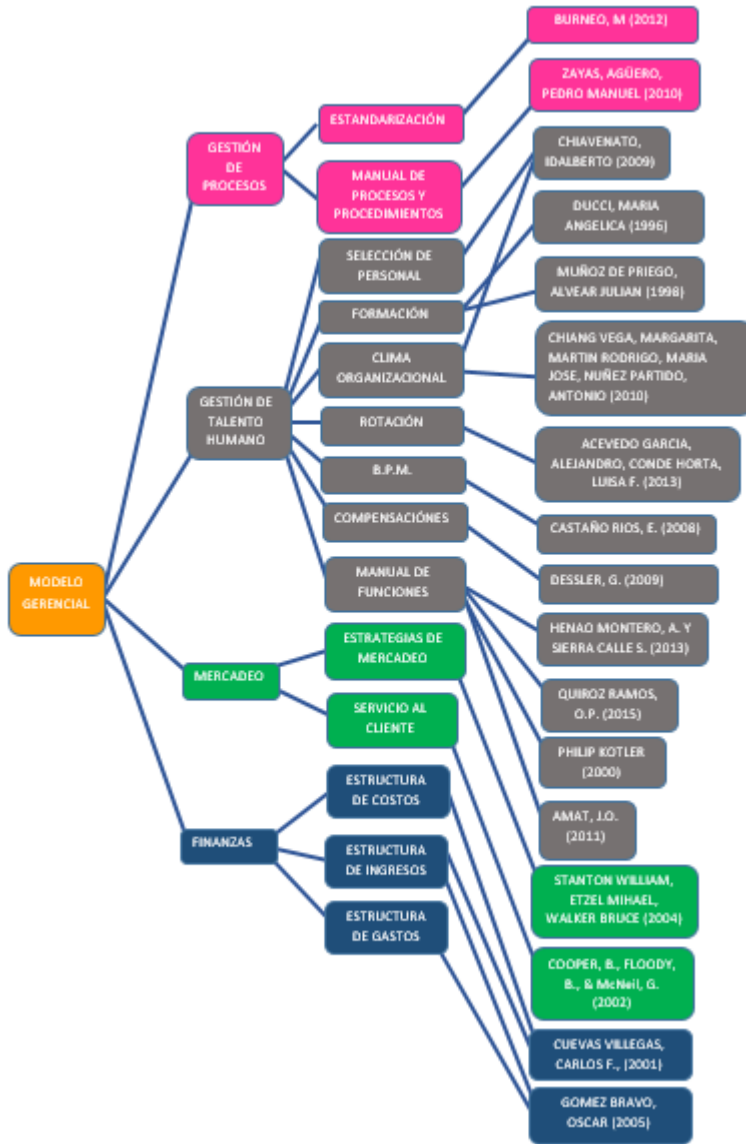 BURNEO, M (2012)
ZAYAS, AGÜERO,
PEDRO MANUEL (2010)
ESTANDARIZACIÓN
GESTIÓN
DE
PROCESOS
MANUAL DE
PROCESOS Y
PROCEDIMIENTOS
CHIAVENATO,
IDALBERTO (2009)
DUCCI, MARIA
ANGELICA (1996)
SELECCIÓN DE
PERSONAL
MUÑOZ DE PRIEGO,
ALVEAR JULIAN (1998)
FORMACIÓN
CHIANG VEGA, MARGARITA,
MARTIN RODRIGO, MARIA
JOSE, NUÑEZ PARTIDO,
ANTONIO (2010)
CLIMA
ORGANIZACIONAL
GESTIÓN DE
TALENTO
HUMANO
ROTACIÓN
ACEVEDO GARCIA,
ALEJANDRO, CONDE HORTA,
LUISA F. (2013)
B.P.M.
COMPENSACIÓNES
CASTAÑO RIOS, E. (2008)
MODELO
GERENCIAL
MANUAL DE
FUNCIONES
DESSLER, G. (2009)
HENAO MONTERO, A. Y
SIERRA CALLE S. (2013)
ESTRATEGIAS DE
MERCADEO
MERCADEO
QUIROZ RAMOS,
O.P. (2015)
SERVICIO AL
CLIENTE
PHILIP KOTLER
(2000)
ESTRUCTURA
DE COSTOS
AMAT, J.O.
(2011)
FINANZAS
ESTRUCTURA
DE INGRESOS
STANTON WILLIAM,
ETZEL MIHAEL,
WALKER BRUCE (2004)
ESTRUCTURA
DE GASTOS
COOPER, B., FLOODY,
B., & McNeil, G.
(2002)
CUEVAS VILLEGAS,
CARLOS F., (2001)
GOMEZ BRAVO,
OSCAR (2005)